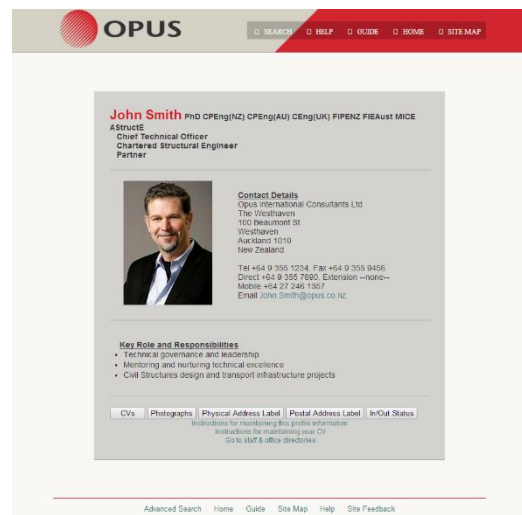 OPUS
SEARCH HELP GUIDE HOME SITE MAP
John Smith PhD CPEng(NZ) CPEng(AU) CEng(UK) FIPENZ FIEAust MICE
AStructE
Chief Technical Officer
Chartered Structural Engineer
Partner
Contact Details
Opus International Consultants Ltd
The Westhaven
100 Beaumont St
Westhaven
Auckland 1010
New Zealand
Tel +64 9 355 1234, Fax +64 9 355 9456
Direct +64 9 355 7890, Extension --none--
Mobile +64 27 246 1357
Email John.Smith@opus.co.nz
Key Role and Responsibilities
• Technical governance and leadership
• Mentoring and nurturing technical excellence
• Civil Structures design and transport infrastructure projects
CVs Photographs Physical Address Label Postal Address Label In/Out Status
Instructions for maintaining this profile information
Instructions for maintaining your CV
Go to staff & office directories
Advanced Search Home Guide Site Map Help Site Feedback